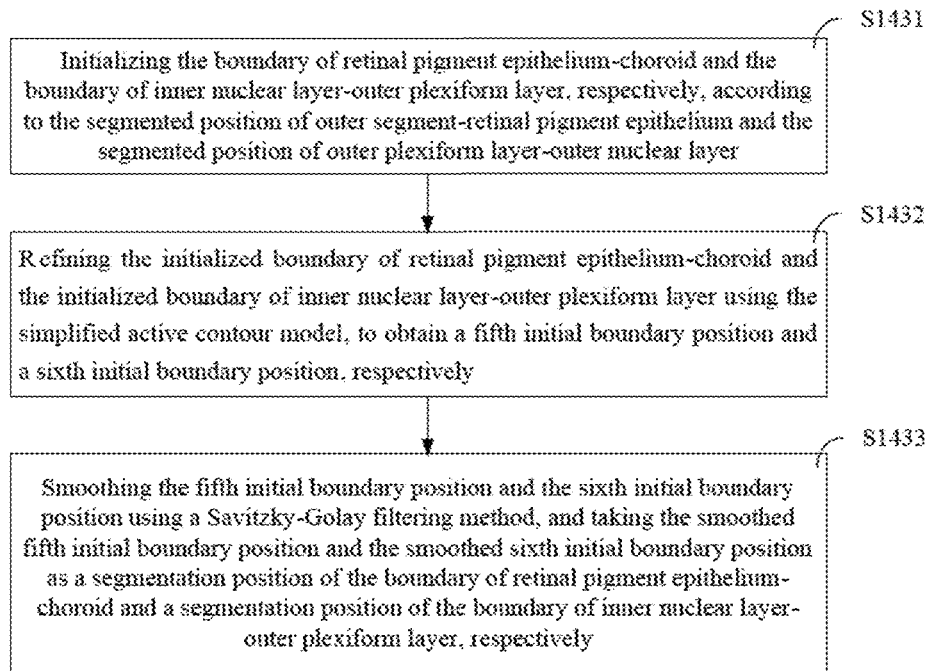 S1431
Initializing the boundary of retinal pigment epithelium-choroid and the
boundary of inner nuclear layer-outer plexiform layer, respectively, according
to the segmented position of outer segment-retinal pigment epithelium and the
segmented position of outer plexiform layer-outer nuclear layer
S1432
Refining the initialized boundary of retinal pigment epithelium-choroid and
the initialized boundary of inner nuclear layer-outer plexiform layer using the
simplified active contour model, to obtain a fifth initial boundary position and
a sixth initial boundary position, respectively
S1433
Smoothing the fifth initial boundary position and the sixth initial boundary
position using a Savitzky-Golay filtering method, and taking the smoothed
fifth initial boundary position and the smoothed sixth initial boundary position
as a segmentation position of the boundary of retinal pigment epithelium-
choroid and a segmentation position of the boundary of inner nuclear layer-
outer plexiform layer, respectively